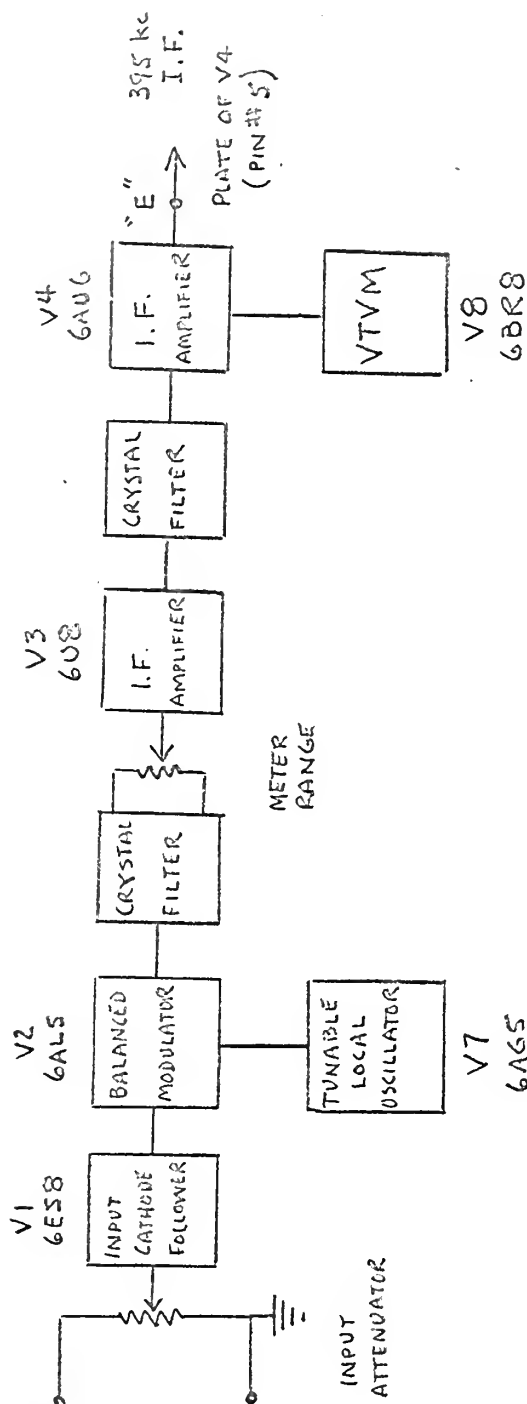 INPUT
ATTENUATOR
V1
6ES8
INPUT
CATHODE
FOLLOWER
V2
6AL5
BALANCED
MODULATOR
TUNABLE
LOCAL
OSCILLATOR
V7
6AG5
CRYSTAL
FILTER
METER
RANGE
V3
6U8
I.F.
AMPLIFIER
CRYSTAL
FILTER
V4
6AU6
I.F.
AMPLIFIER
VTVM
V8
6BR8
"E"
395 kc
I.F.
PLATE OF V4
(PIN # 5)